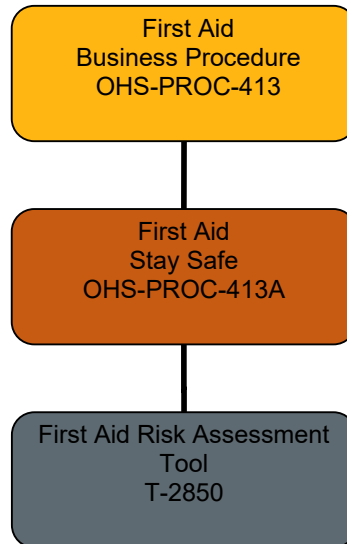 First Aid
Business Procedure
OHS-PROC-413
First Aid
Stay Safe
OHS-PROC-413A
First Aid Risk Assessment
Tool
T-2850